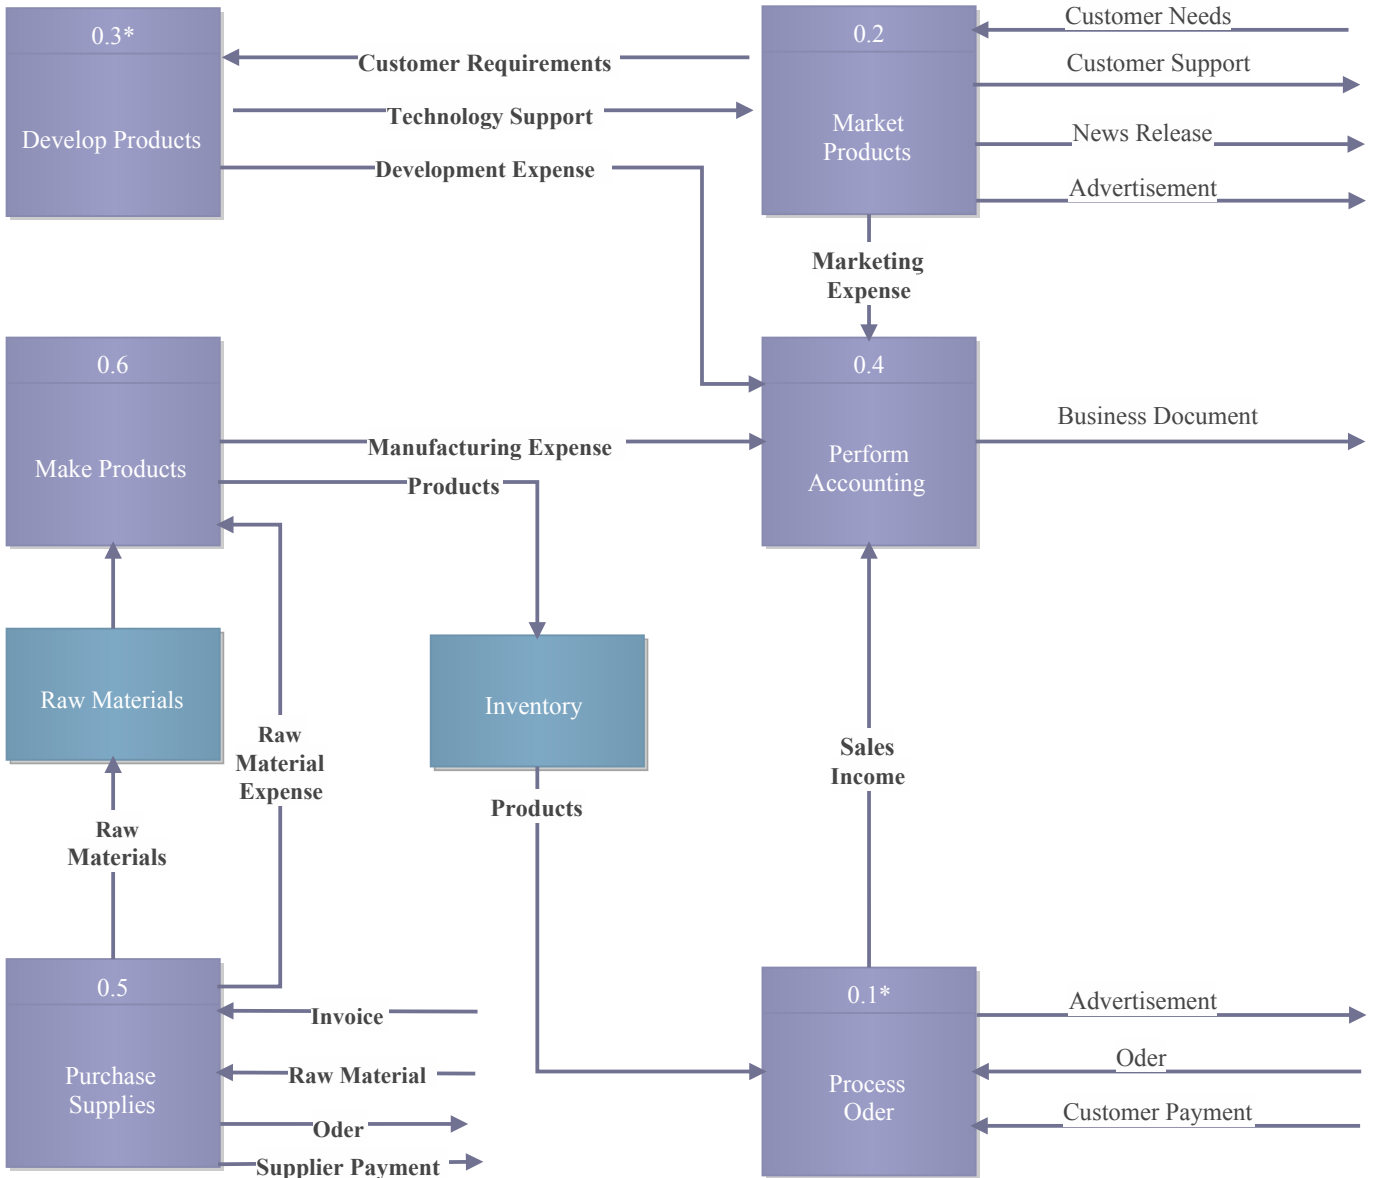 0.3*
Develop Products
Customer Requirements
Technology Support
Development Expense
0.2
Market
Products
Customer Needs
Customer Support
News Release
Advertisement
Marketing
Expense
0.6
Make Products
Manufacturing Expense
Products
0.4
Perform
Accounting
Business Document
Raw Materials
Raw
Material
Expense
Inventory
Products
Sales
Income
Raw
Materials
0.5
Purchase
Supplies
Invoice
Raw Material
Oder
Supplier Payment
0.1*
Process
Oder
Advertisement
Oder
Customer Payment